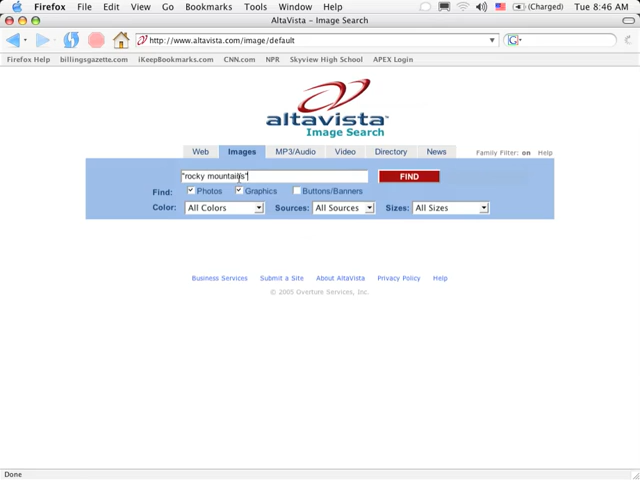 Firefox File Edit View Go Bookmarks Tools Window Help (Charged) Tue 8:46 AM
AltaVista - Image Search
http://www.altavista.com/image/default
Firefox Help billingsgazette.com iKeepBookmarks.com CNN.com NPR Skyview High School APEX Login
altavista
Image Search
Web Images MP3/Audio Video Directory News Family Filter: on Help
"rocky mountains" FIND
Find: Photos Graphics Buttons/Banners
Color: All Colors Sources: All Sources Sizes: All Sizes
Business Services Submit a Site About AltaVista Privacy Policy Help
© 2005 Overture Services, Inc.
Done